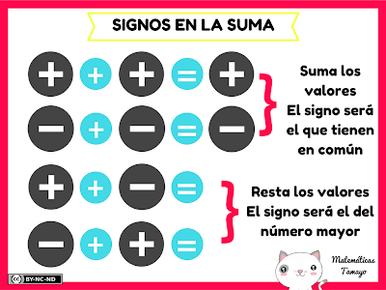 SIGNOS EN LA SUMA
+ + + = +
Suma los
valores
El signo será
el que tienen
en común
− + − = −
+ + − =
Resta los valores
El signo será el del
número mayor
− + + =
Matemáticas
Tamayo
BY-NC-ND